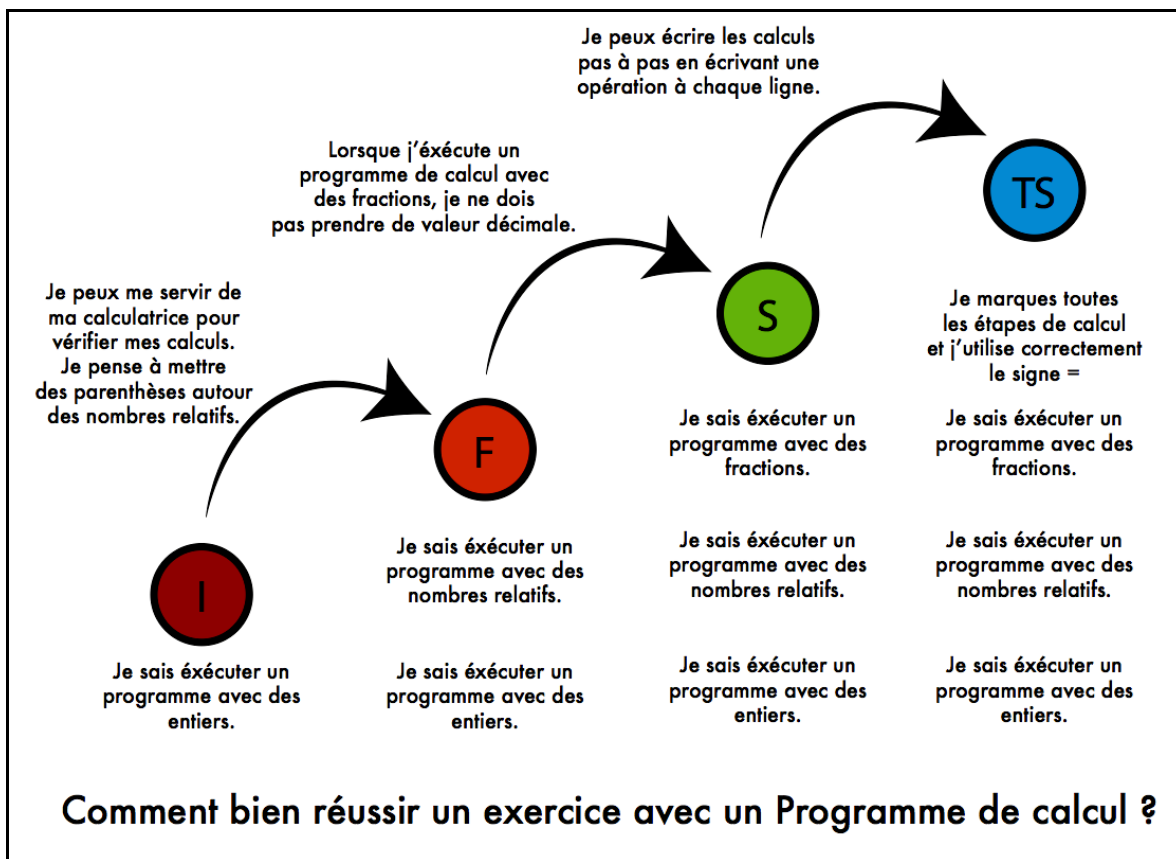 Je peux écrire les calculs
pas à pas en écrivant une
opération à chaque ligne.
TS
Lorsque j'éxécute un
programme de calcul avec
des fractions, je ne dois
pas prendre de valeur décimale.
S
Je peux me servir de
ma calculatrice pour
vérifier mes calculs.
Je pense à mettre
des parenthèses autour
des nombres relatifs.
F
I
Je sais éxécuter un
programme avec des
entiers.
Je sais éxécuter un
programme avec des
nombres relatifs.
Je sais éxécuter un
programme avec des
entiers.
Je sais éxécuter un
programme avec des
fractions.
Je sais éxécuter un
programme avec des
nombres relatifs.
Je sais éxécuter un
programme avec des
entiers.
Je marques toutes
les étapes de calcul
et j'utilise correctement
le signe =
Je sais éxécuter un
programme avec des
fractions.
Je sais éxécuter un
programme avec des
nombres relatifs.
Je sais éxécuter un
programme avec des
entiers.
Comment bien réussir un exercice avec un Programme de calcul ?